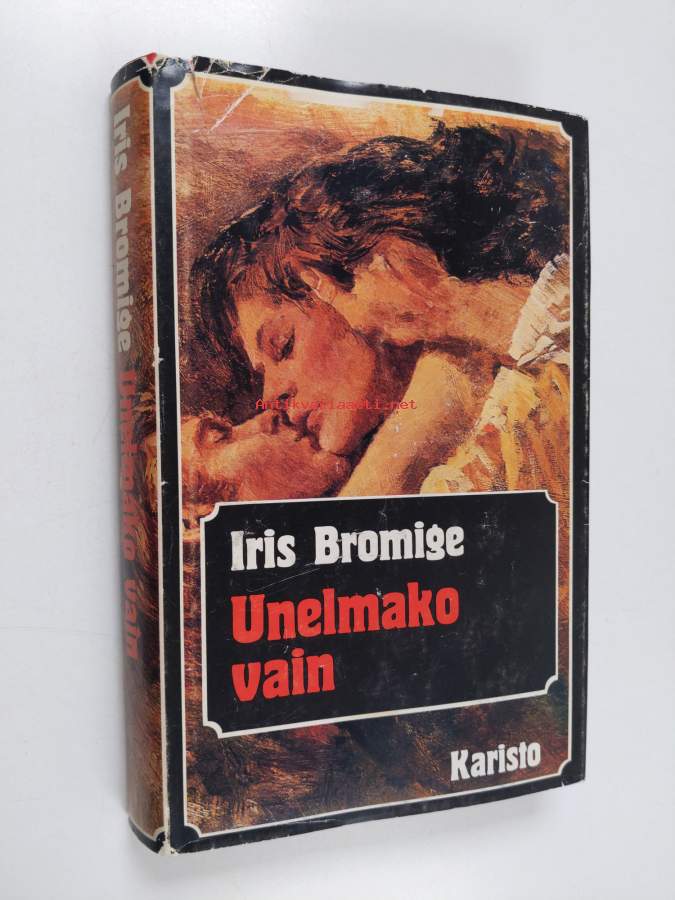 Iris Bromige Unelmako vain
Antikvariaatti.net
Iris Bromige
Unelmako
vain
Karisto